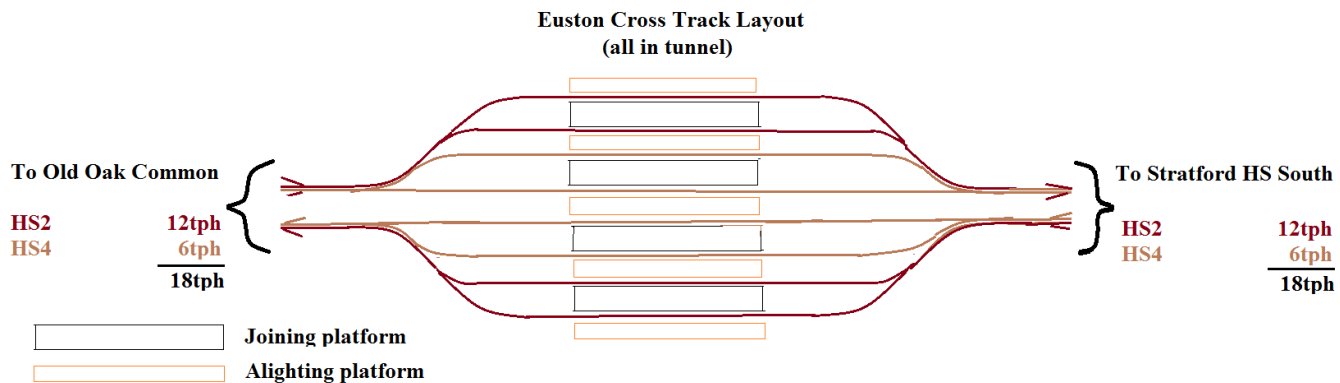 Euston Cross Track Layout
(all in tunnel)
To Old Oak Common
HS2 12tph
HS4 6tph
18tph
To Stratford HS South
HS2 12tph
HS4 6tph
18tph
Joining platform
Alighting platform